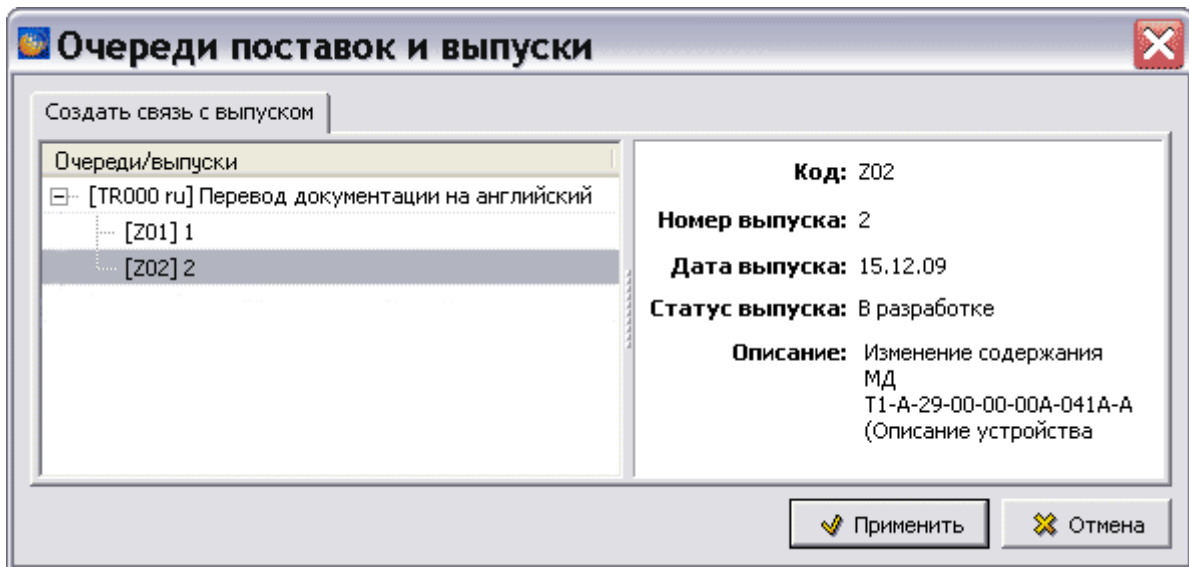 Очереди поставок и выпуски
Создать связь с выпуском
Очереди/выпуски
[TR000 ru] Перевод документации на английский
[Z01] 1
[Z02] 2
Код: Z02
Номер выпуска: 2
Дата выпуска: 15.12.09
Статус выпуска: В разработке
Описание: Изменение содержания
МД
T1-A-29-00-00-00A-041A-A
(Описание устройства
Применить
Отмена